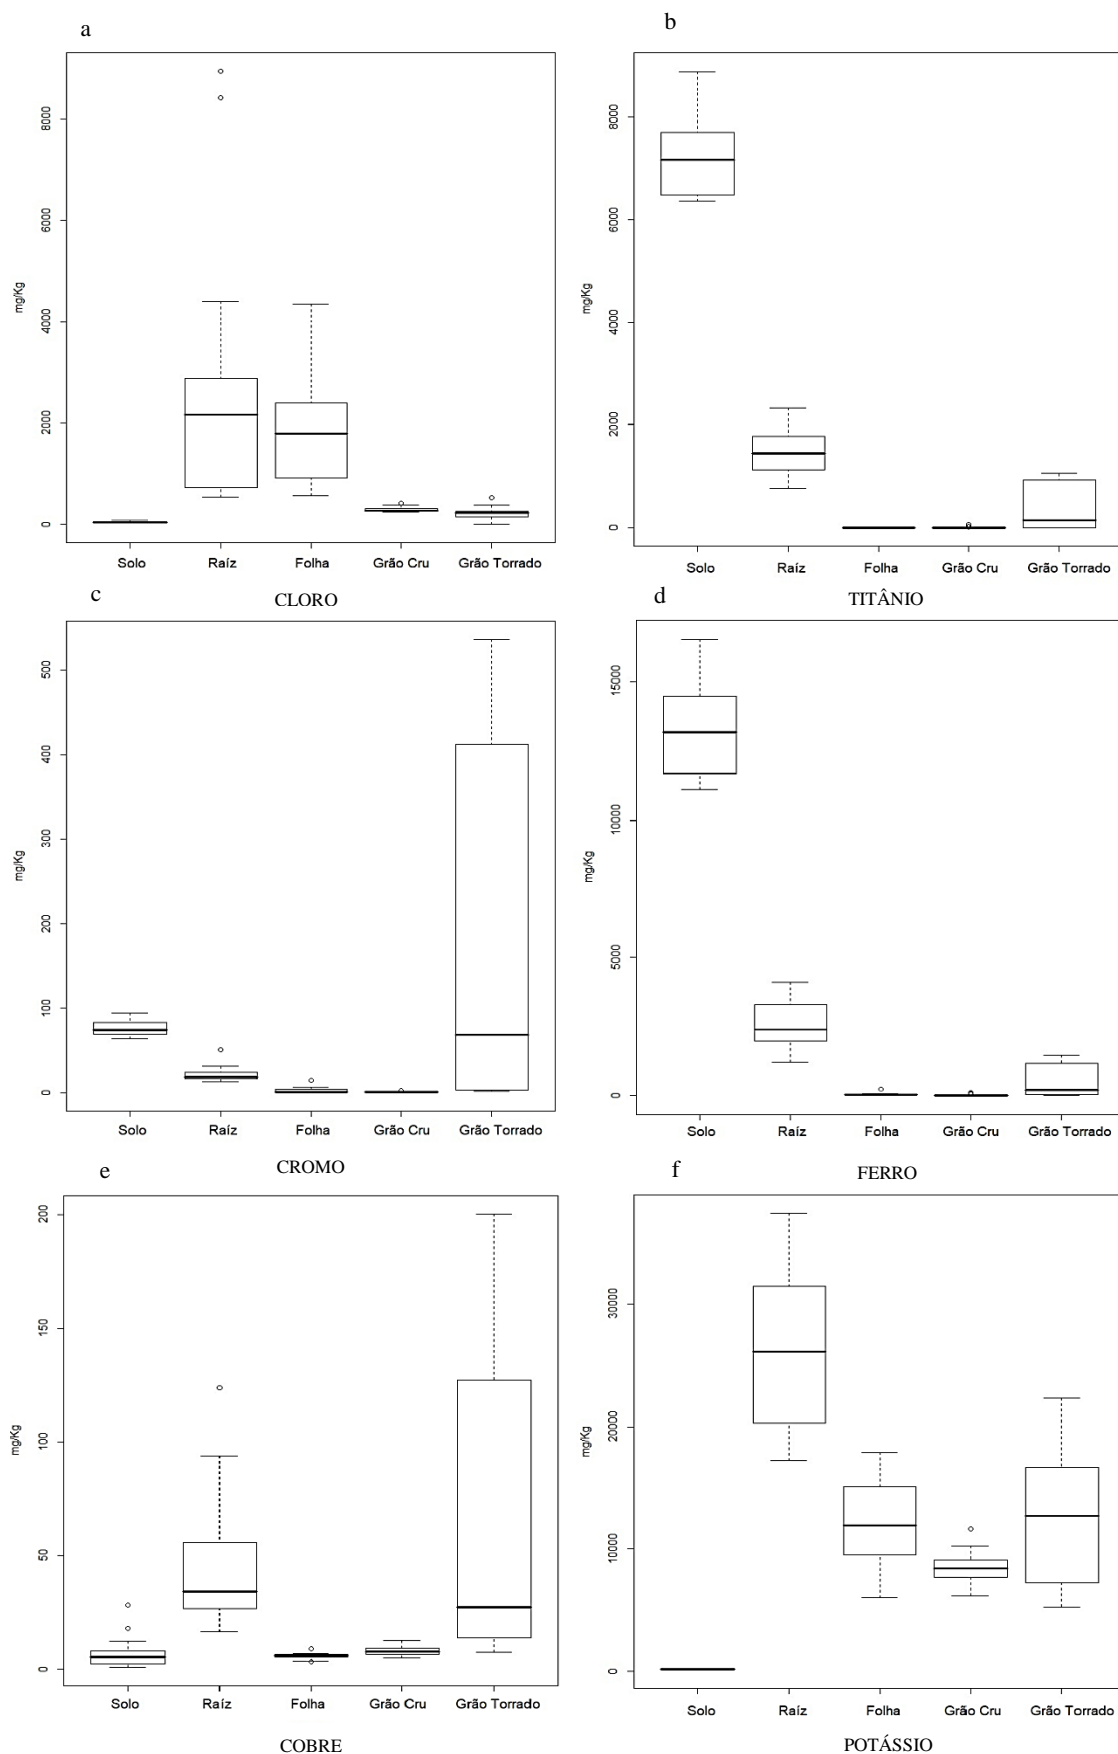 a
8000
6000
mg/Kg
4000
2000
0
Solo Raíz Folha Grão Cru Grão Torrado
CLORO
b
8000
6000
mg/Kg
4000
2000
0
Solo Raíz Folha Grão Cru Grão Torrado
TITÂNIO
c
500
400
mg/Kg
300
200
100
0
Solo Raíz Folha Grão Cru Grão Torrado
CROMO
d
15000
10000
mg/Kg
5000
0
Solo Raíz Folha Grão Cru Grão Torrado
FERRO
e
200
150
mg/Kg
100
50
0
Solo Raíz Folha Grão Cru Grão Torrado
COBRE
f
30000
20000
mg/Kg
10000
0
Solo Raíz Folha Grão Cru Grão Torrado
POTÁSSIO